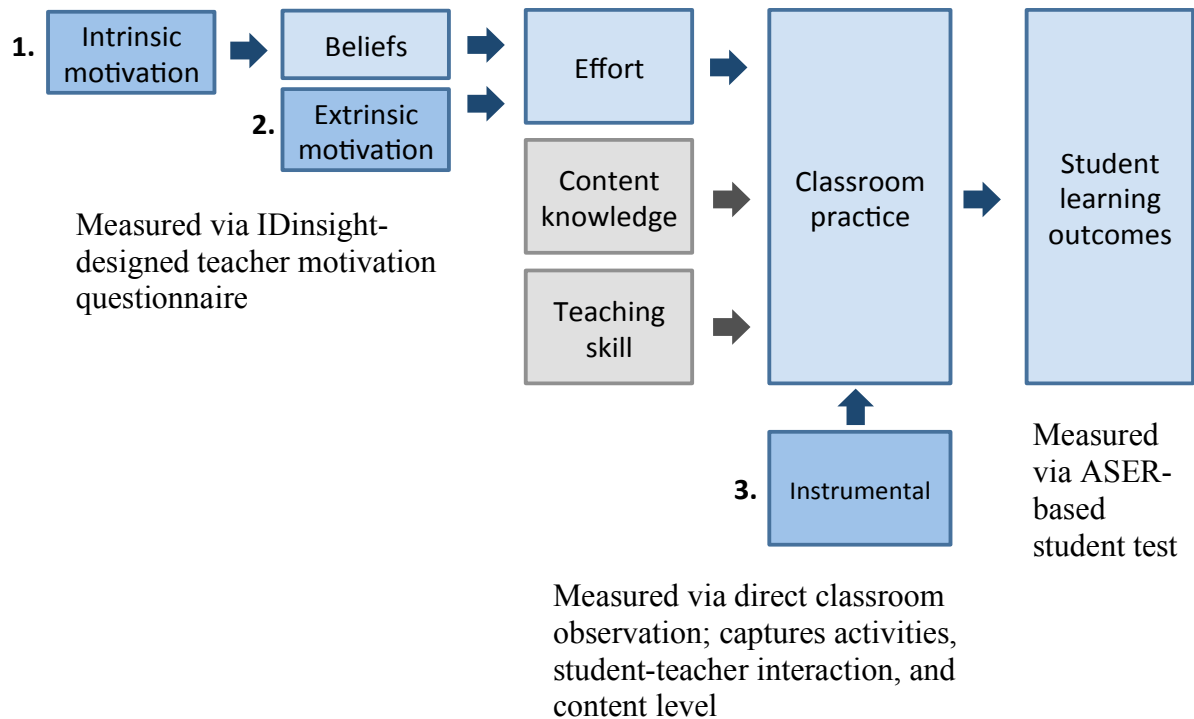 1.
Intrinsic
motivation
Beliefs
2.
Extrinsic
motivation
Effort
Content
knowledge
Teaching
skill
Classroom
practice
Student
learning
outcomes
Measured via IDinsight-
designed teacher motivation
questionnaire
3.
Instrumental
Measured
via ASER-
based
student test
Measured via direct classroom
observation; captures activities,
student-teacher interaction, and
content level